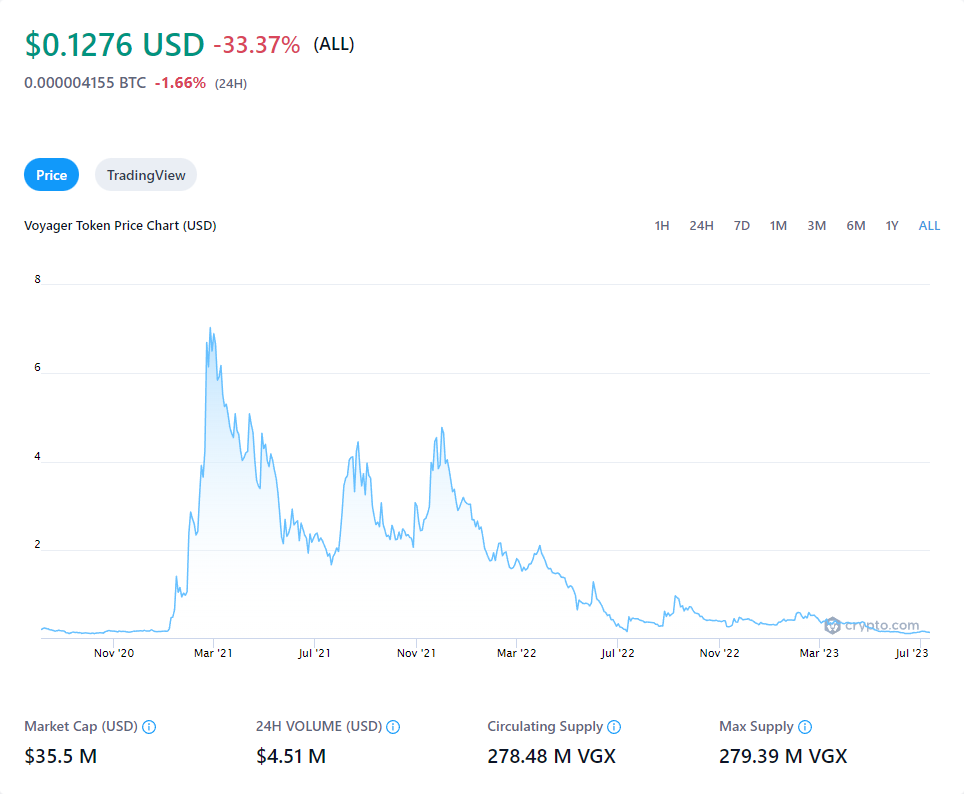 $0.1276 USD -33.37% (ALL)
0.000004155 BTC -1.66% (24H)
Price TradingView
Voyager Token Price Chart (USD) 1H 24H 7D 1M 3M 6M 1Y ALL
8
6
4
2
crypto.com
Nov '20 Mar '21 Jul '21 Nov '21 Mar '22 Jul '22 Nov '22 Mar '23 Jul '23
Market Cap (USD) 24H VOLUME (USD) Circulating Supply Max Supply
$35.5 M $4.51 M 278.48 M VGX 279.39 M VGX